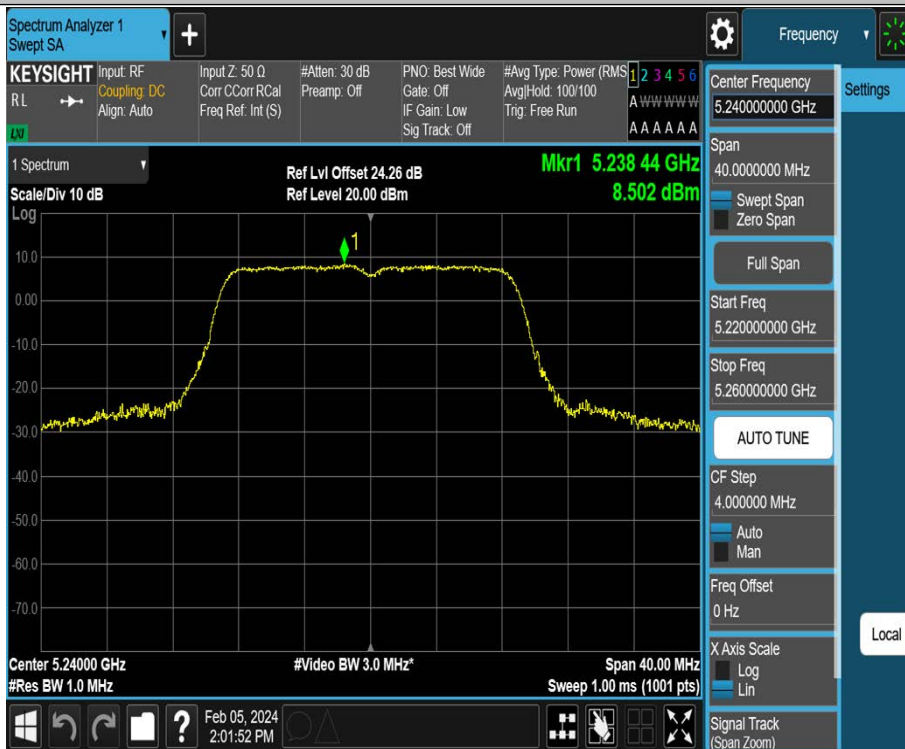 Spectrum Analyzer 1
Swept SA
+
Frequency
KEYSIGHT
RL
LXI
Input: RF
Coupling: DC
Align: Auto
Input Z: 50 Ω
Corr CCorr RCal
Freq Ref: Int (S)
#Atten: 30 dB
Preamp: Off
PNO: Best Wide
Gate: Off
IF Gain: Low
Sig Track: Off
#Avg Type: Power (RMS
Avg|Hold: 100/100
Trig: Free Run
1 2 3 4 5 6
A W W W W W
A A A A A A
1 Spectrum
Scale/Div 10 dB
Log
Ref Lvl Offset 24.26 dB
Ref Level 20.00 dBm
Mkr1 5.238 44 GHz
8.502 dBm
1
10.0
0.00
-10.0
-20.0
-30.0
-40.0
-50.0
-60.0
-70.0
Center 5.24000 GHz
#Res BW 1.0 MHz
#Video BW 3.0 MHz*
Span 40.00 MHz
Sweep 1.00 ms (1001 pts)
?
Feb 05, 2024
2:01:52 PM
Center Frequency
5.240000000 GHz
Span
40.0000000 MHz
Swept Span
Zero Span
Full Span
Start Freq
5.220000000 GHz
Stop Freq
5.260000000 GHz
AUTO TUNE
CF Step
4.000000 MHz
Auto
Man
Freq Offset
0 Hz
X Axis Scale
Log
Lin
Signal Track
(Span Zoom)
Settings
Local